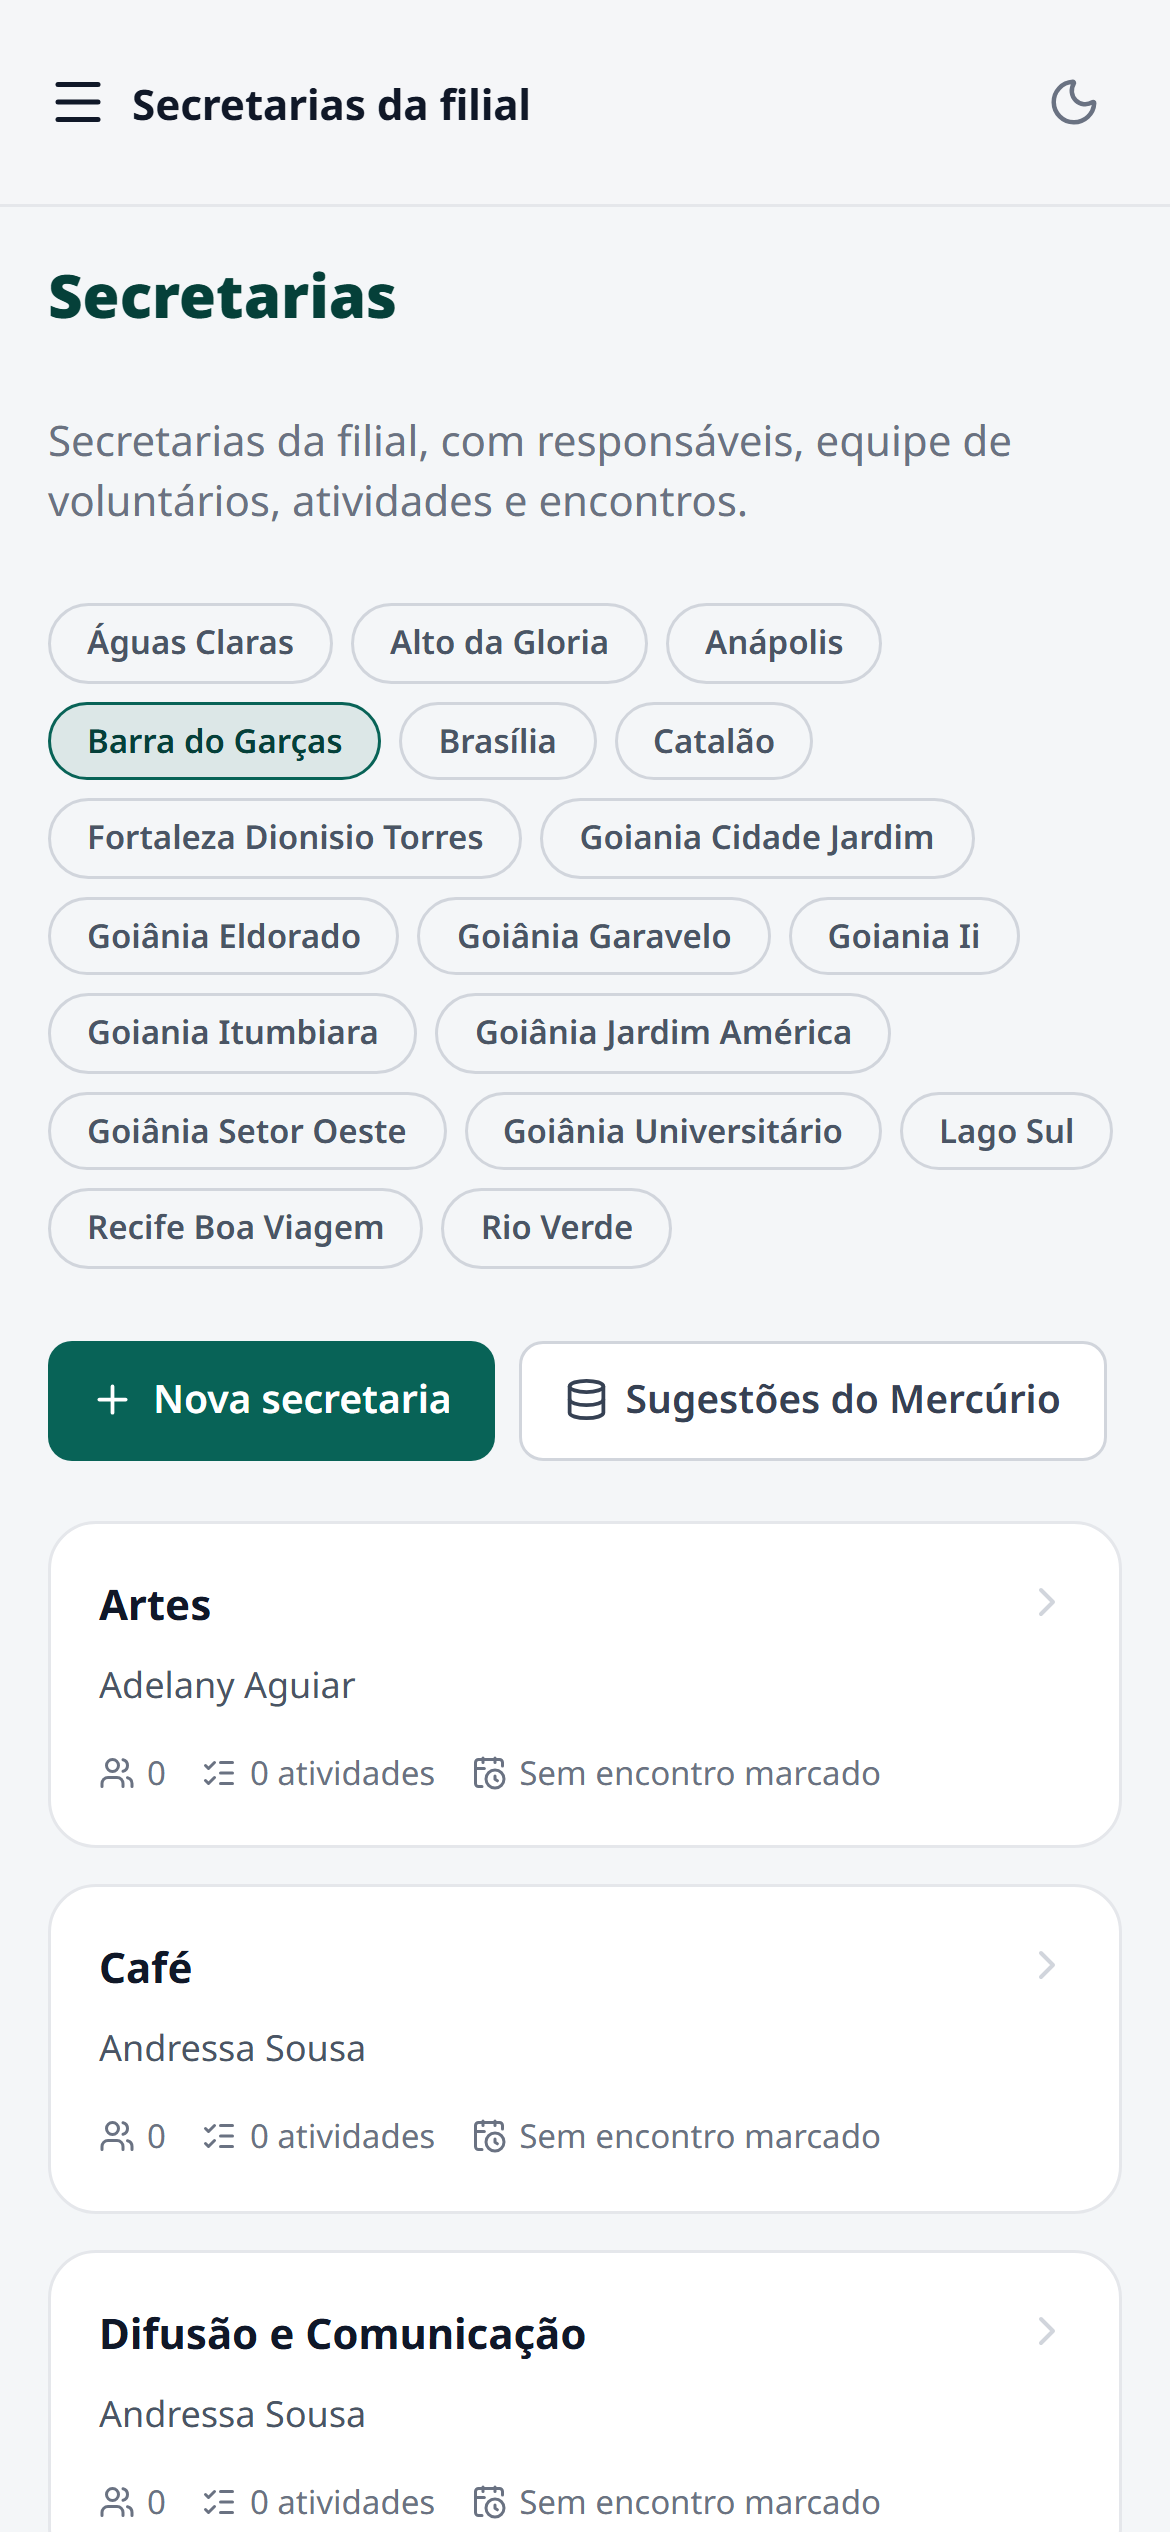 Secretarias da filial
Secretarias
Secretarias da filial, com responsáveis, equipe de
voluntários, atividades e encontros.
Águas Claras Alto da Gloria Anápolis
Barra do Garças Brasília Catalão
Fortaleza Dionisio Torres Goiania Cidade Jardim
Goiânia Eldorado Goiânia Garavelo Goiania Ii
Goiania Itumbiara Goiânia Jardim América
Goiânia Setor Oeste Goiânia Universitário Lago Sul
Recife Boa Viagem Rio Verde
Nova secretaria Sugestões do Mercúrio
Artes
Adelany Aguiar
0 0 atividades Sem encontro marcado
Café
Andressa Sousa
0 0 atividades Sem encontro marcado
Difusão e Comunicação
Andressa Sousa
0 0 atividades Sem encontro marcado